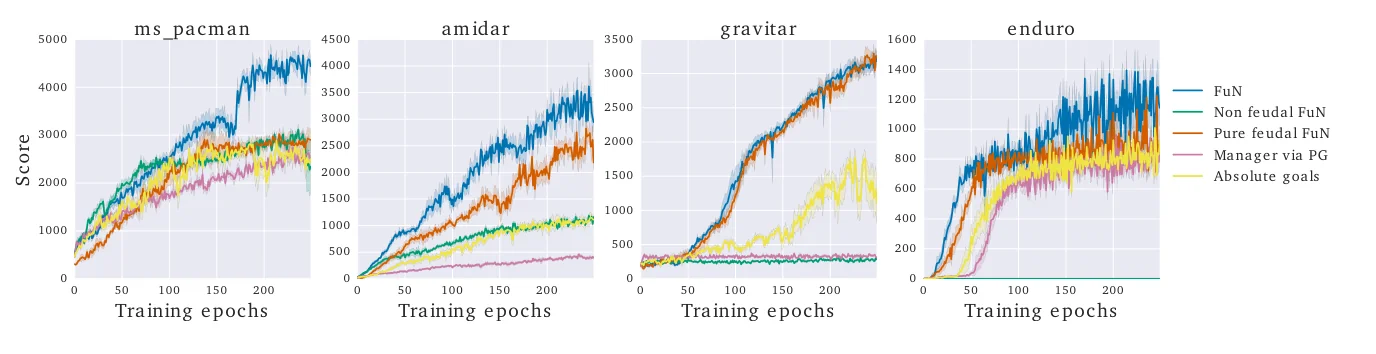 ms_pacman
amidar
gravitar
enduro
Score
5000
4000
3000
2000
1000
0
0 50 100 150 200
Training epochs
4500
4000
3500
3000
2500
2000
1500
1000
500
0
0 50 100 150 200
Training epochs
3500
3000
2500
2000
1500
1000
500
0
0 50 100 150 200
Training epochs
1600
1400
1200
1000
800
600
400
200
0
0 50 100 150 200
Training epochs
FuN
Non feudal FuN
Pure feudal FuN
Manager via PG
Absolute goals